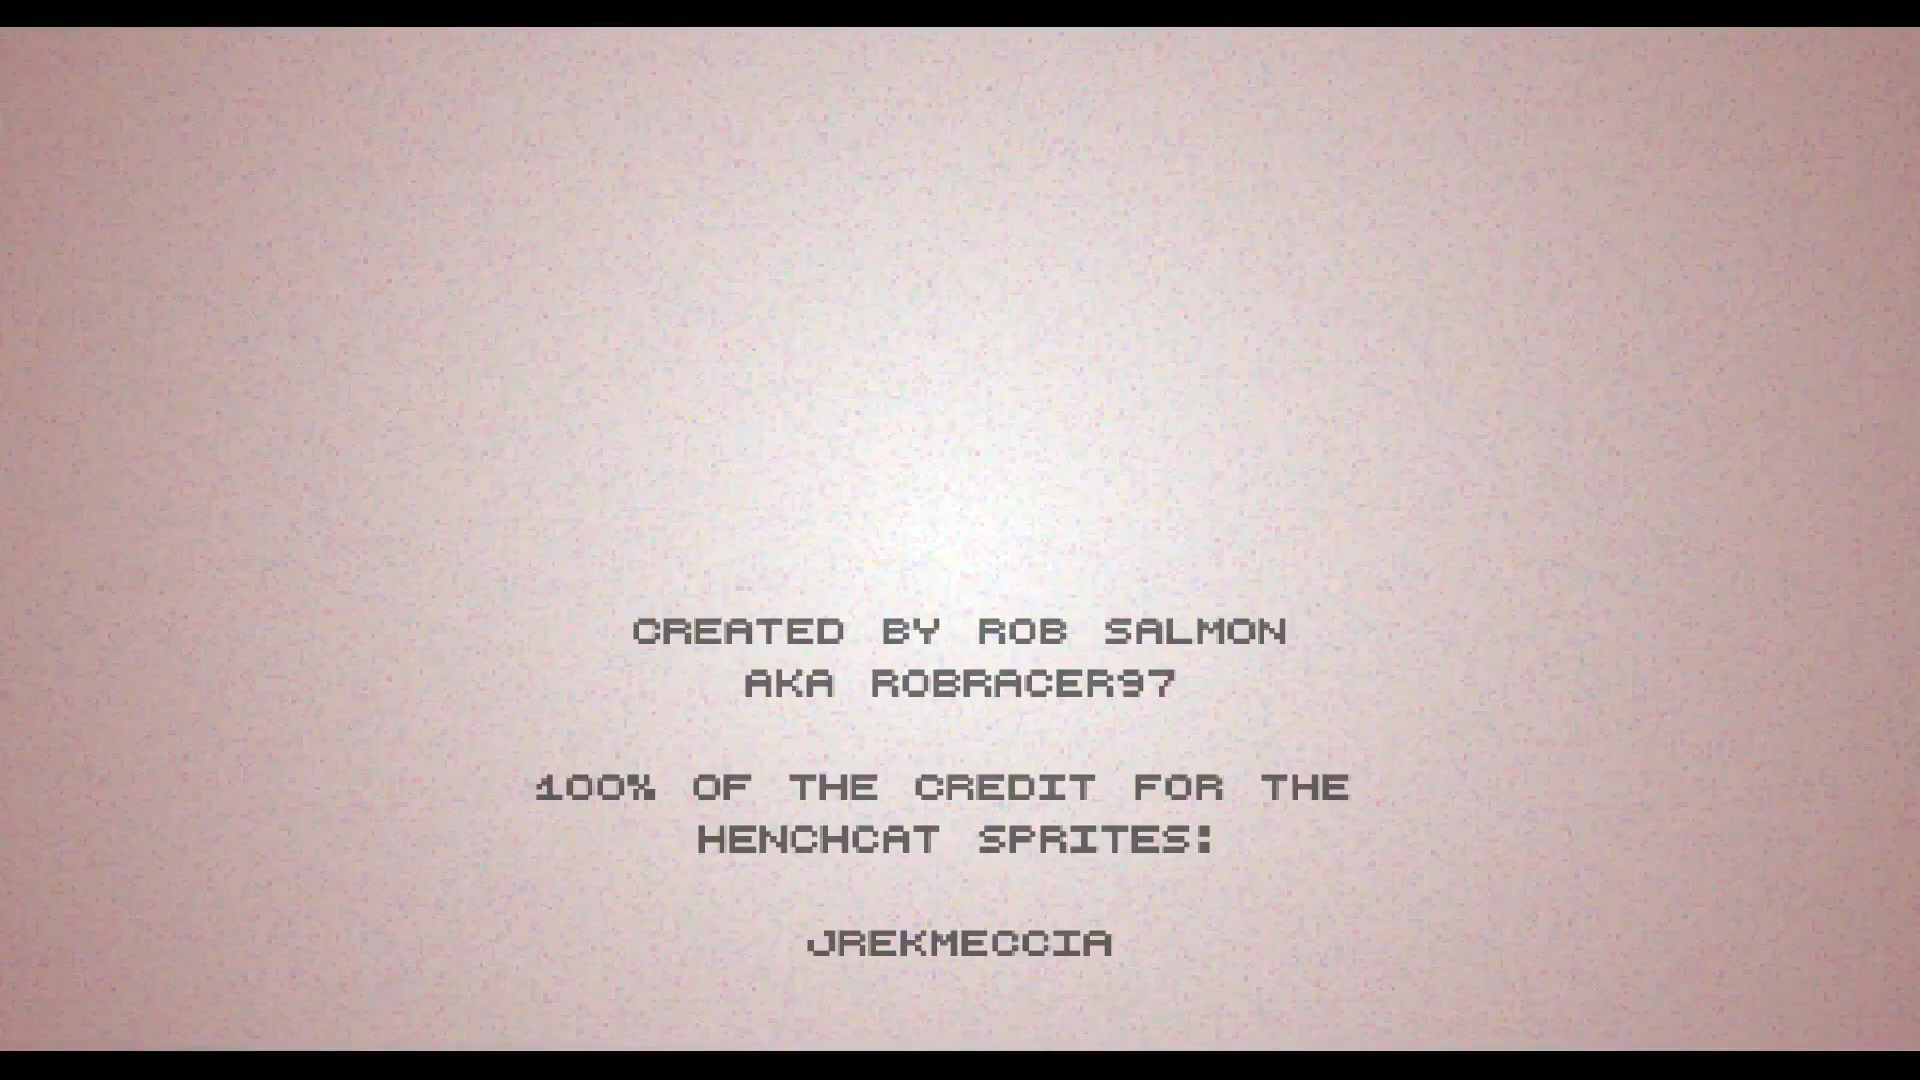 CREATED BY ROB SALMON
AKA ROBRACER97
100% OF THE CREDIT FOR THE
HENCHCAT SPRITES:
JREKMECCIA